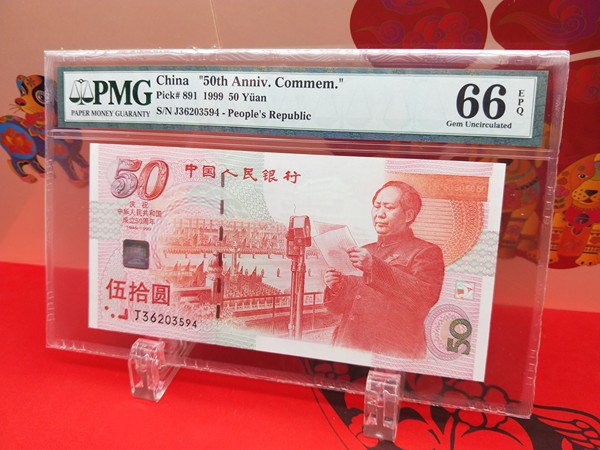 PMG
PAPER MONEY GUARANTY
China "50th Anniv. Commem."
Pick# 891 1999 50 Yüan
S/N J36203594 - People's Republic
66 EPQ
Gem Uncirculated
50
中国人民银行
庆祝
中华人民共和国
成立50周年
伍拾圆
J36203594
50